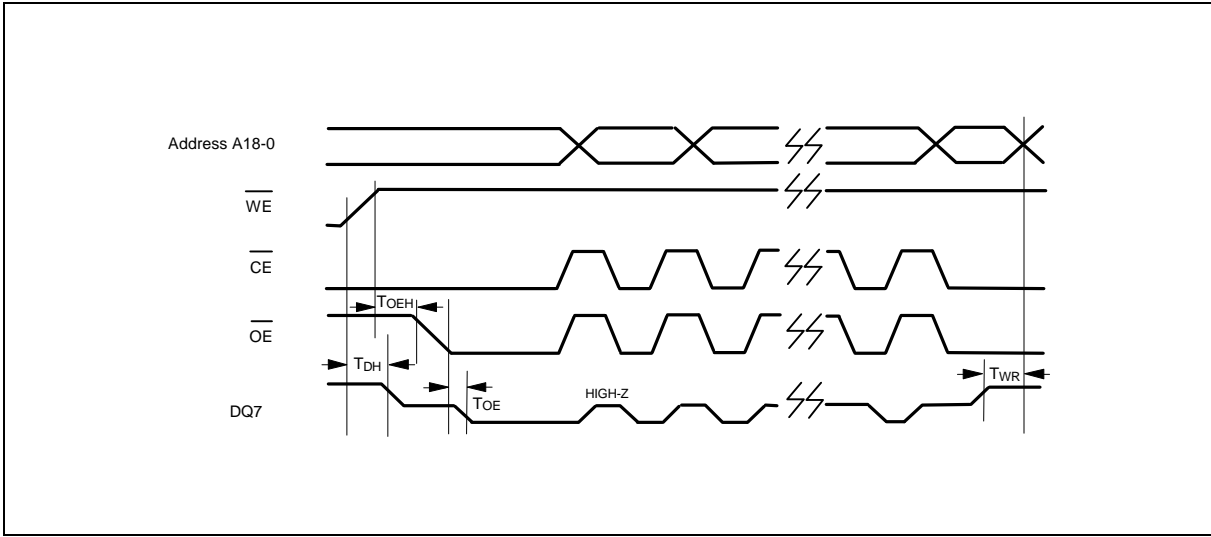 Address A18-0
WE
CE
TOEH
OE
TDH
TWR
HIGH-Z
TOE
DQ7